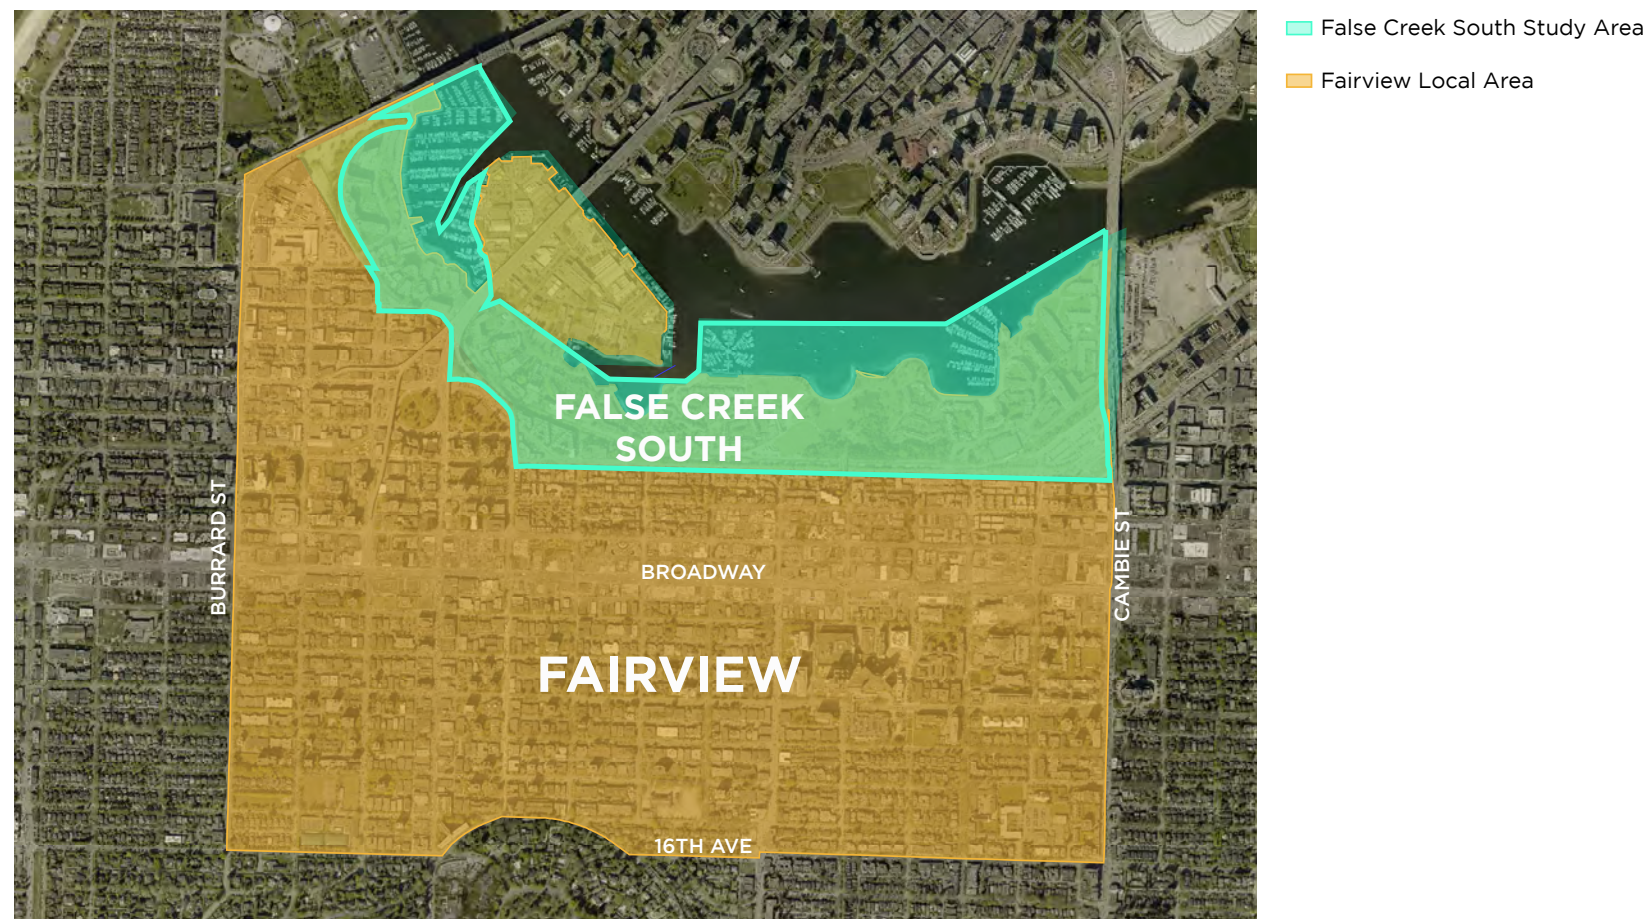 False Creek South Study Area
Fairview Local Area
FALSE CREEK
SOUTH
BURRARD ST
CAMBIE ST
BROADWAY
FAIRVIEW
16TH AVE